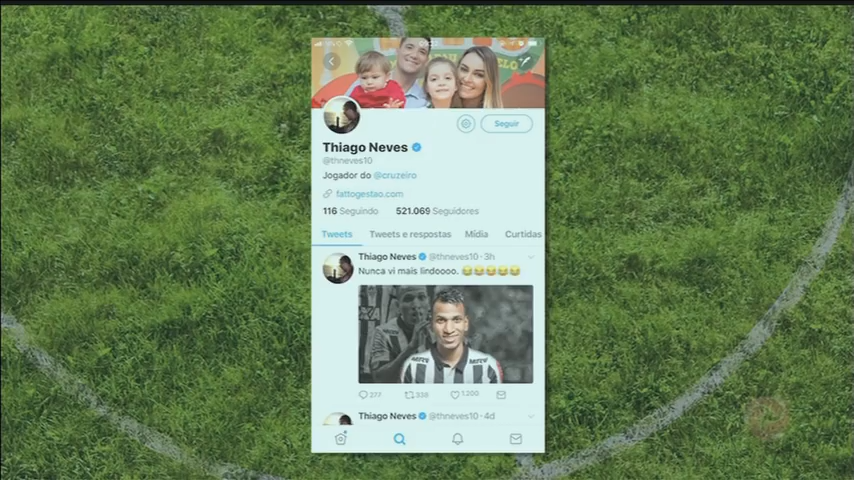 Seguir
Thiago Neves
@thneves10
Jogador do @cruzeiro
fattogestao.com
116 Seguindo 521.069 Seguidores
Tweets Tweets e respostas Mídia Curtidas
Thiago Neves @thneves10 · 3h
Nunca vi mais lindoooo. 😂😂😂😂😂
277 338 1.200
Thiago Neves @thneves10 · 4d